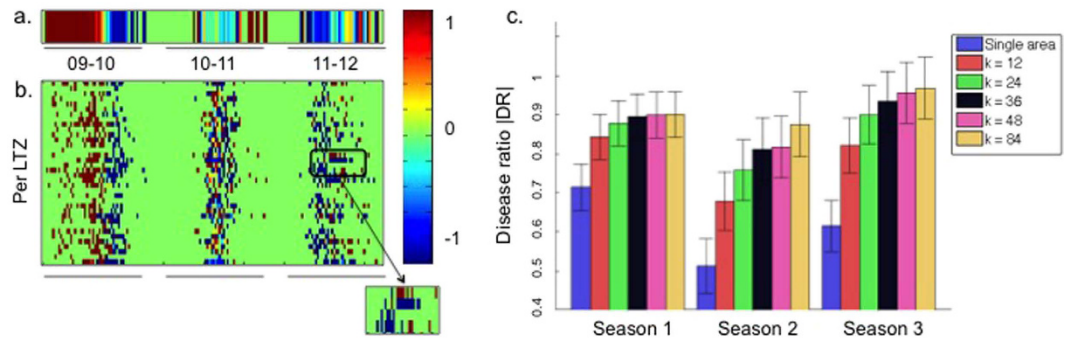 a.
09-10 10-11 11-12
1
0
-1
b.
Per LTZ
c.
Disease ratio |DR|
0.4 0.5 0.6 0.7 0.8 0.9 1
Season 1 Season 2 Season 3
Single area
k = 12
k = 24
k = 36
k = 48
k = 84